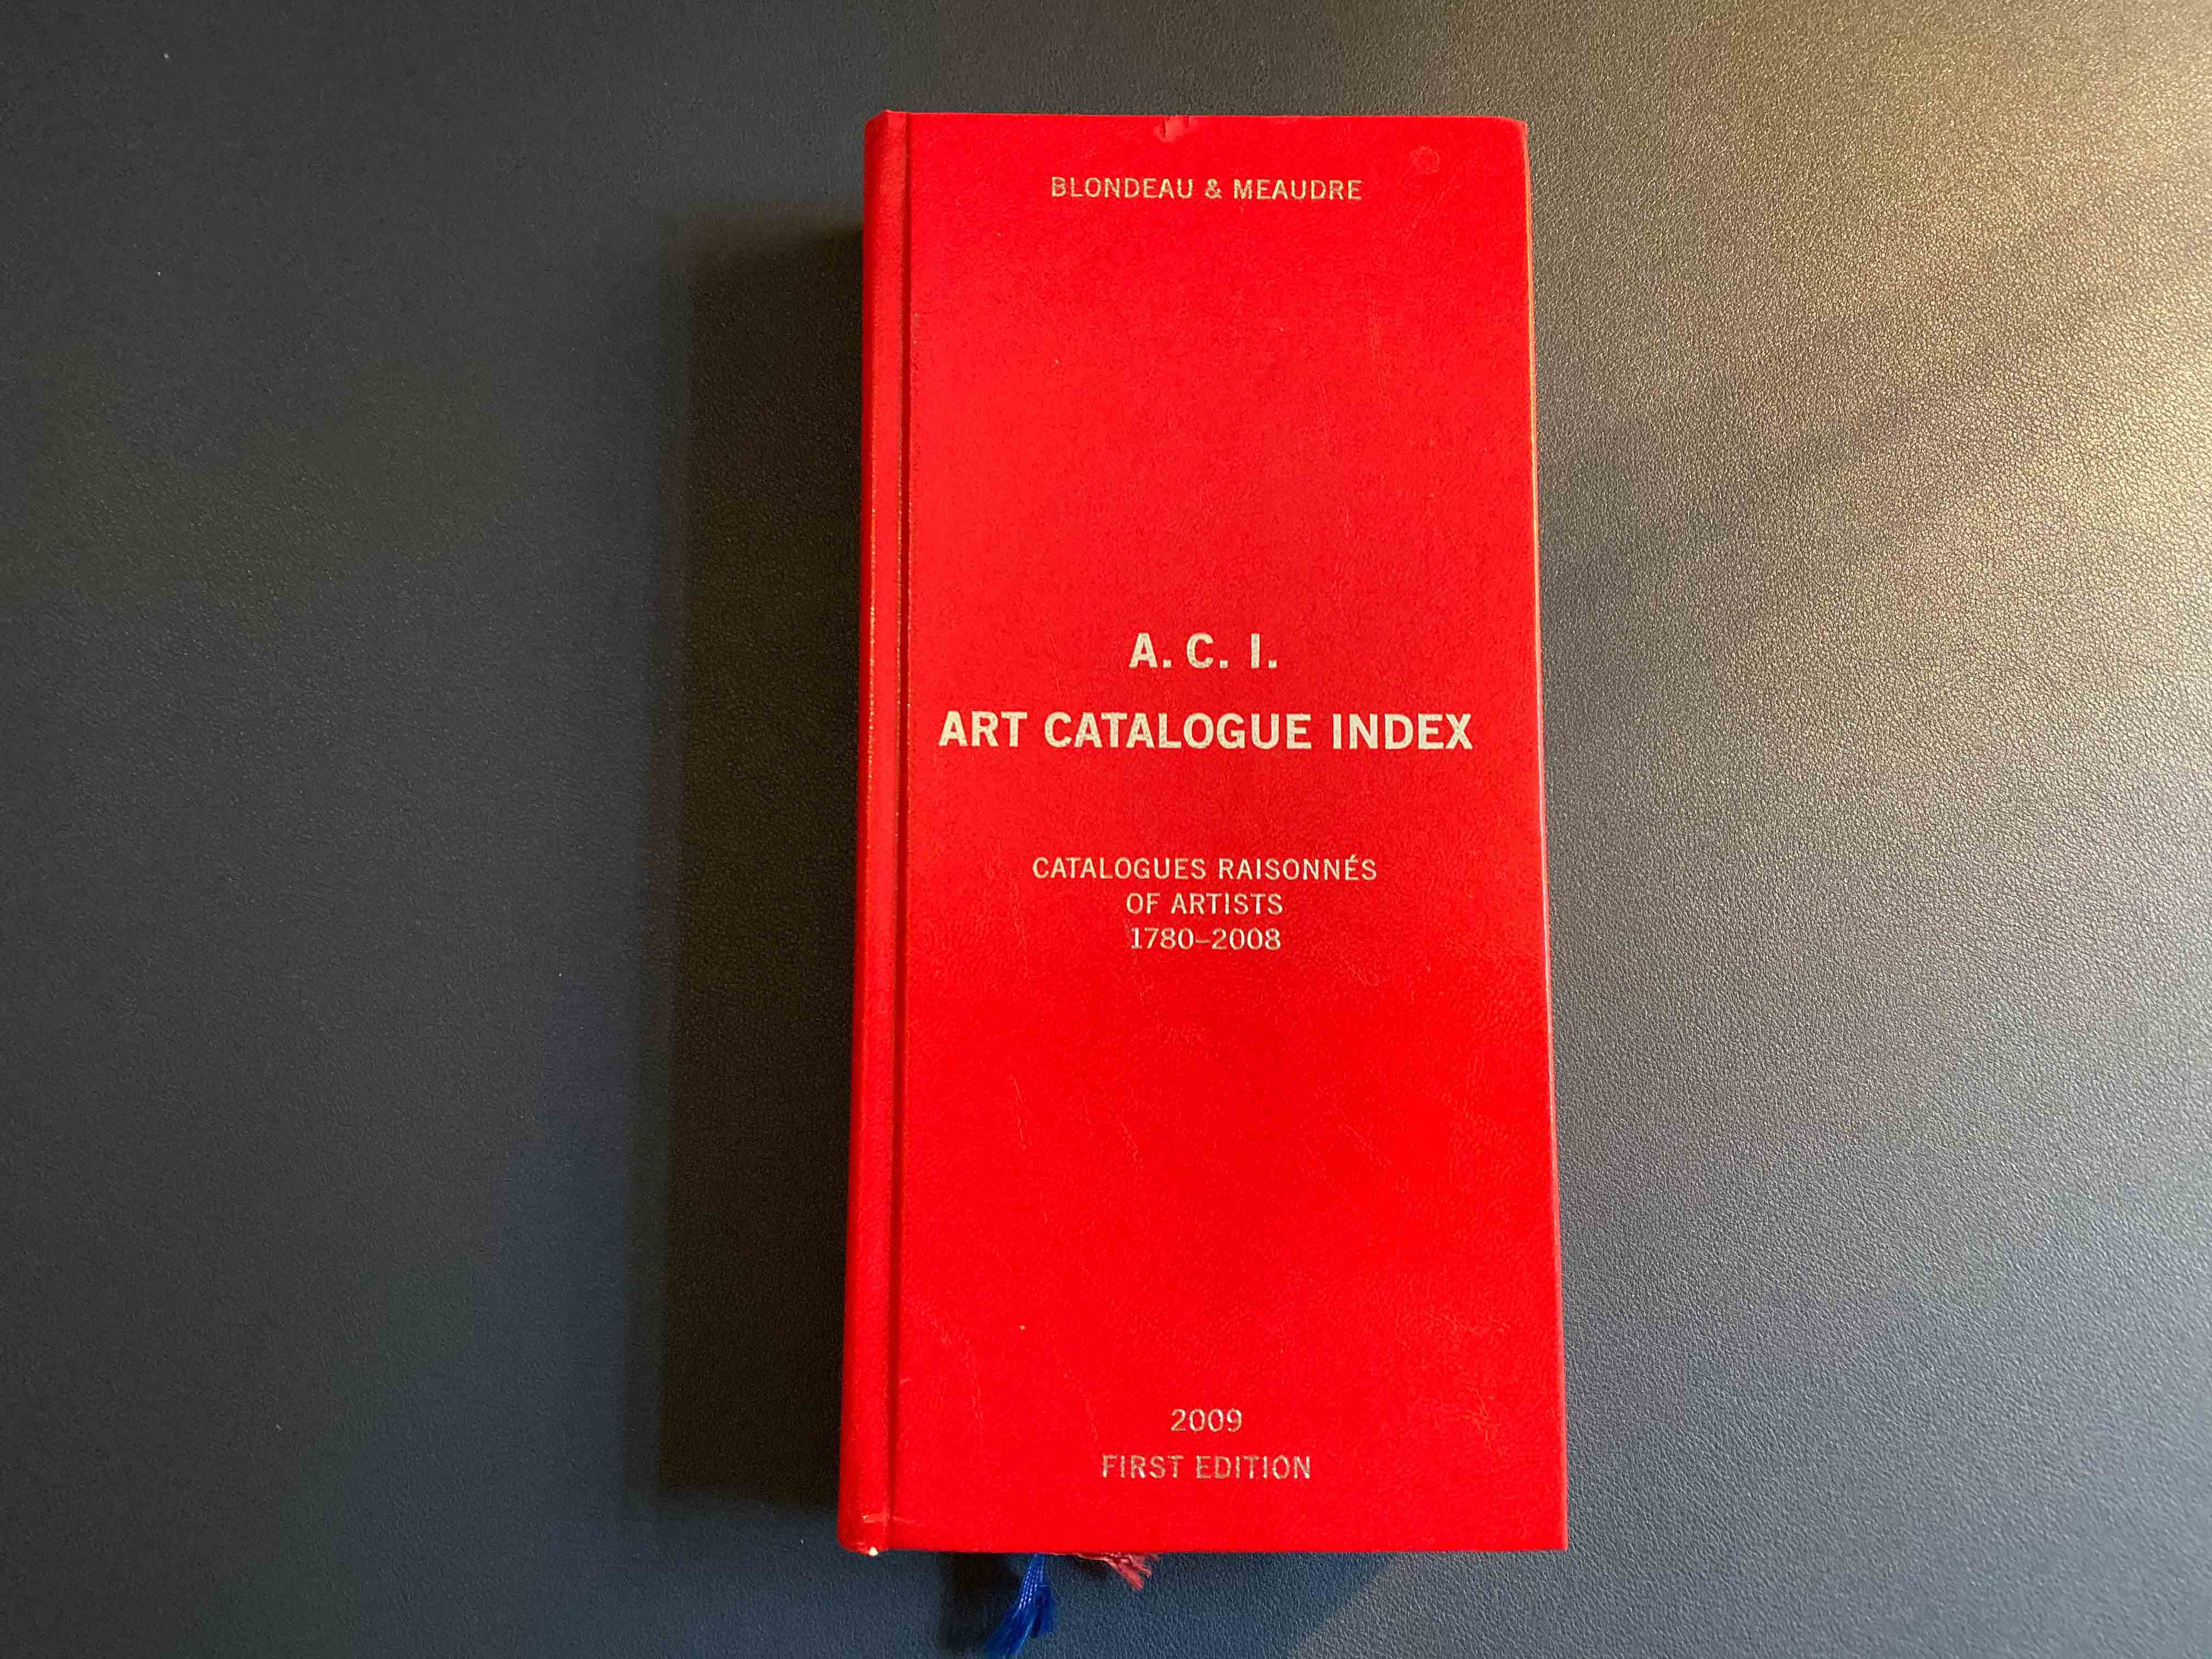 BLONDEAU & MEAUDRE
A. C. I.
ART CATALOGUE INDEX
CATALOGUES RAISONNÉS
OF ARTISTS
1780–2008
2009
FIRST EDITION